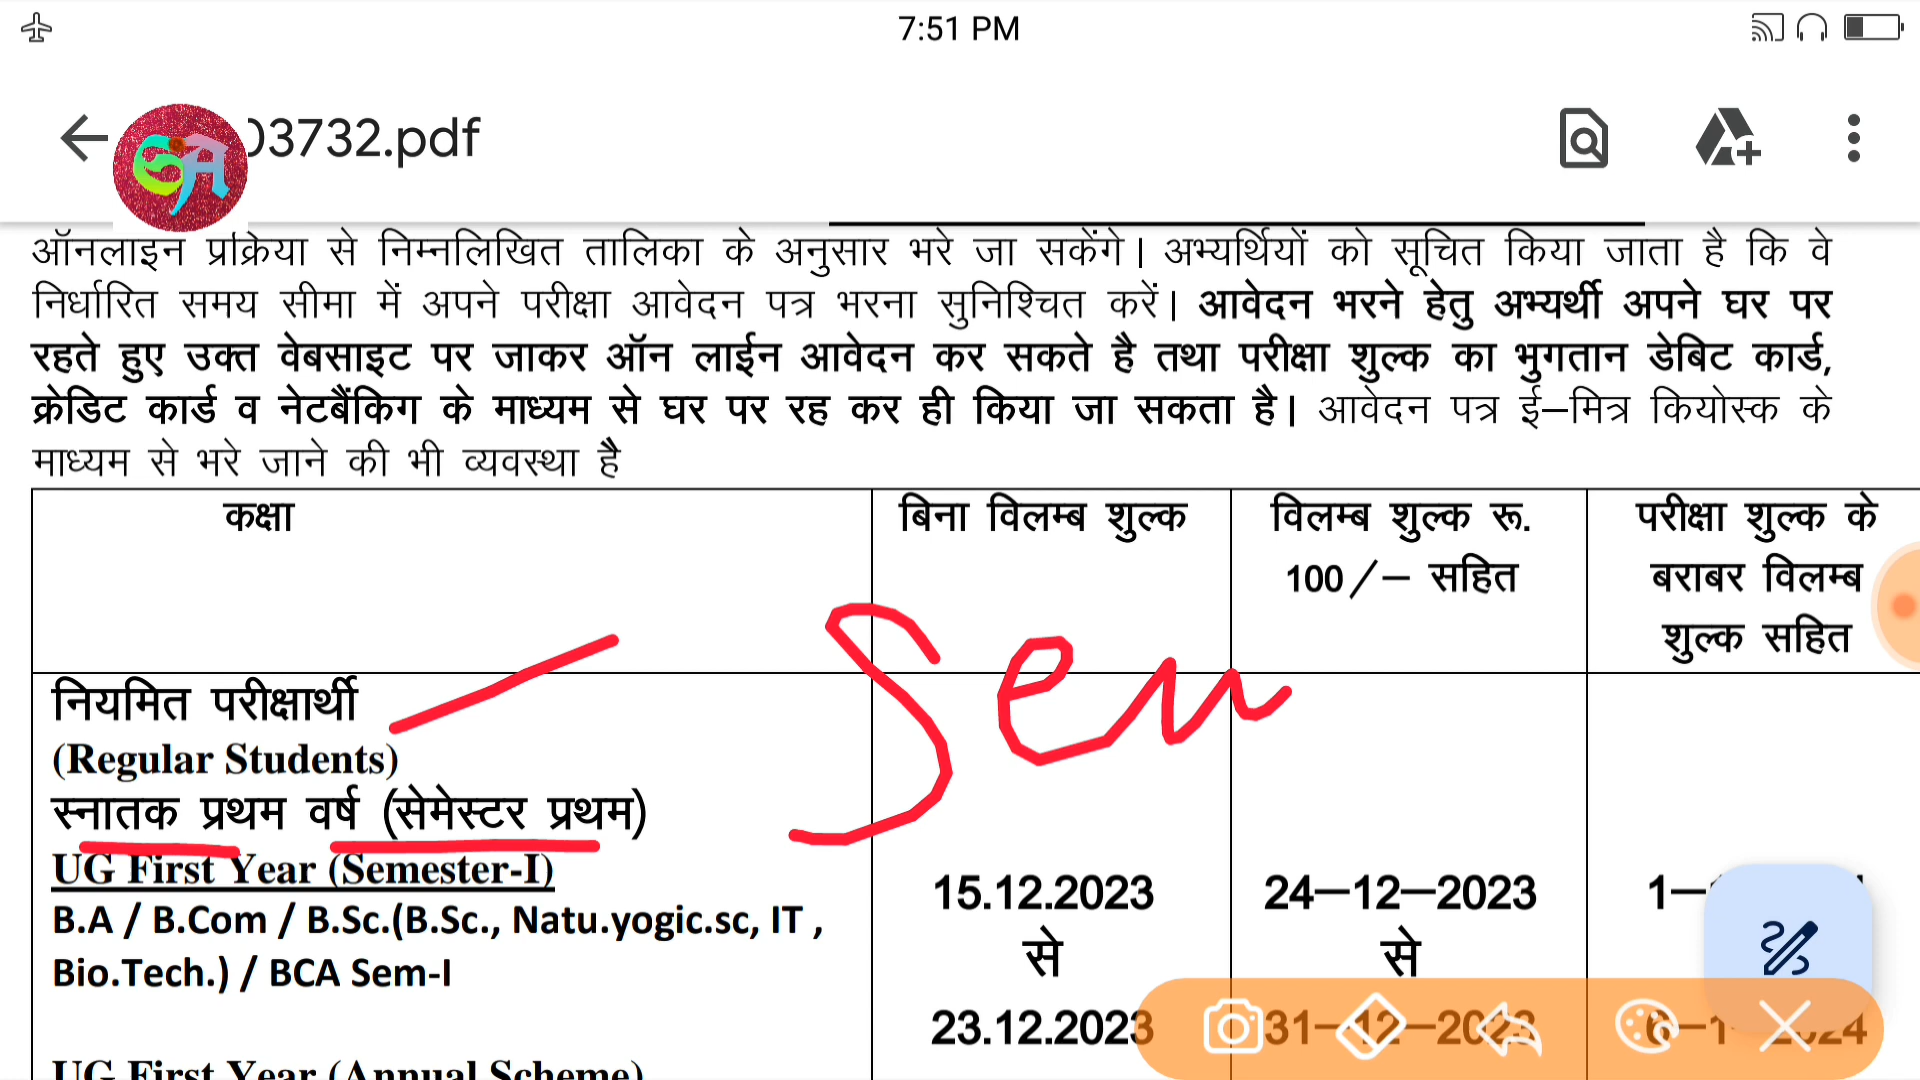 7:51 PM
03732.pdf
ऑनलाइन प्रक्रिया से निम्नलिखित तालिका के अनुसार भरे जा सकेंगे। अभ्यर्थियों को सूचित किया जाता है कि वे
निर्धारित समय सीमा में अपने परीक्षा आवेदन पत्र भरना सुनिश्चित करें। आवेदन भरने हेतु अभ्यर्थी अपने घर पर
रहते हुए उक्त वेबसाइट पर जाकर ऑन लाईन आवेदन कर सकते है तथा परीक्षा शुल्क का भुगतान डेबिट कार्ड,
क्रेडिट कार्ड व नेटबैंकिग के माध्यम से घर पर रह कर ही किया जा सकता है। आवेदन पत्र ई–मित्र कियोस्क के
माध्यम से भरे जाने की भी व्यवस्था है
कक्षा
बिना विलम्ब शुल्क
विलम्ब शुल्क रू.
100/– सहित
परीक्षा शुल्क के
बराबर विलम्ब
शुल्क सहित
Sem
नियमित परीक्षार्थी
(Regular Students)
स्नातक प्रथम वर्ष (सेमेस्टर प्रथम)
UG First Year (Semester-I)
B.A / B.Com / B.Sc.(B.Sc., Natu.yogic.sc, IT ,
Bio.Tech.) / BCA Sem-I
15.12.2023
से
23.12.2023
24–12–2023
से
31–12–2023
UG First Year (Annual Scheme)